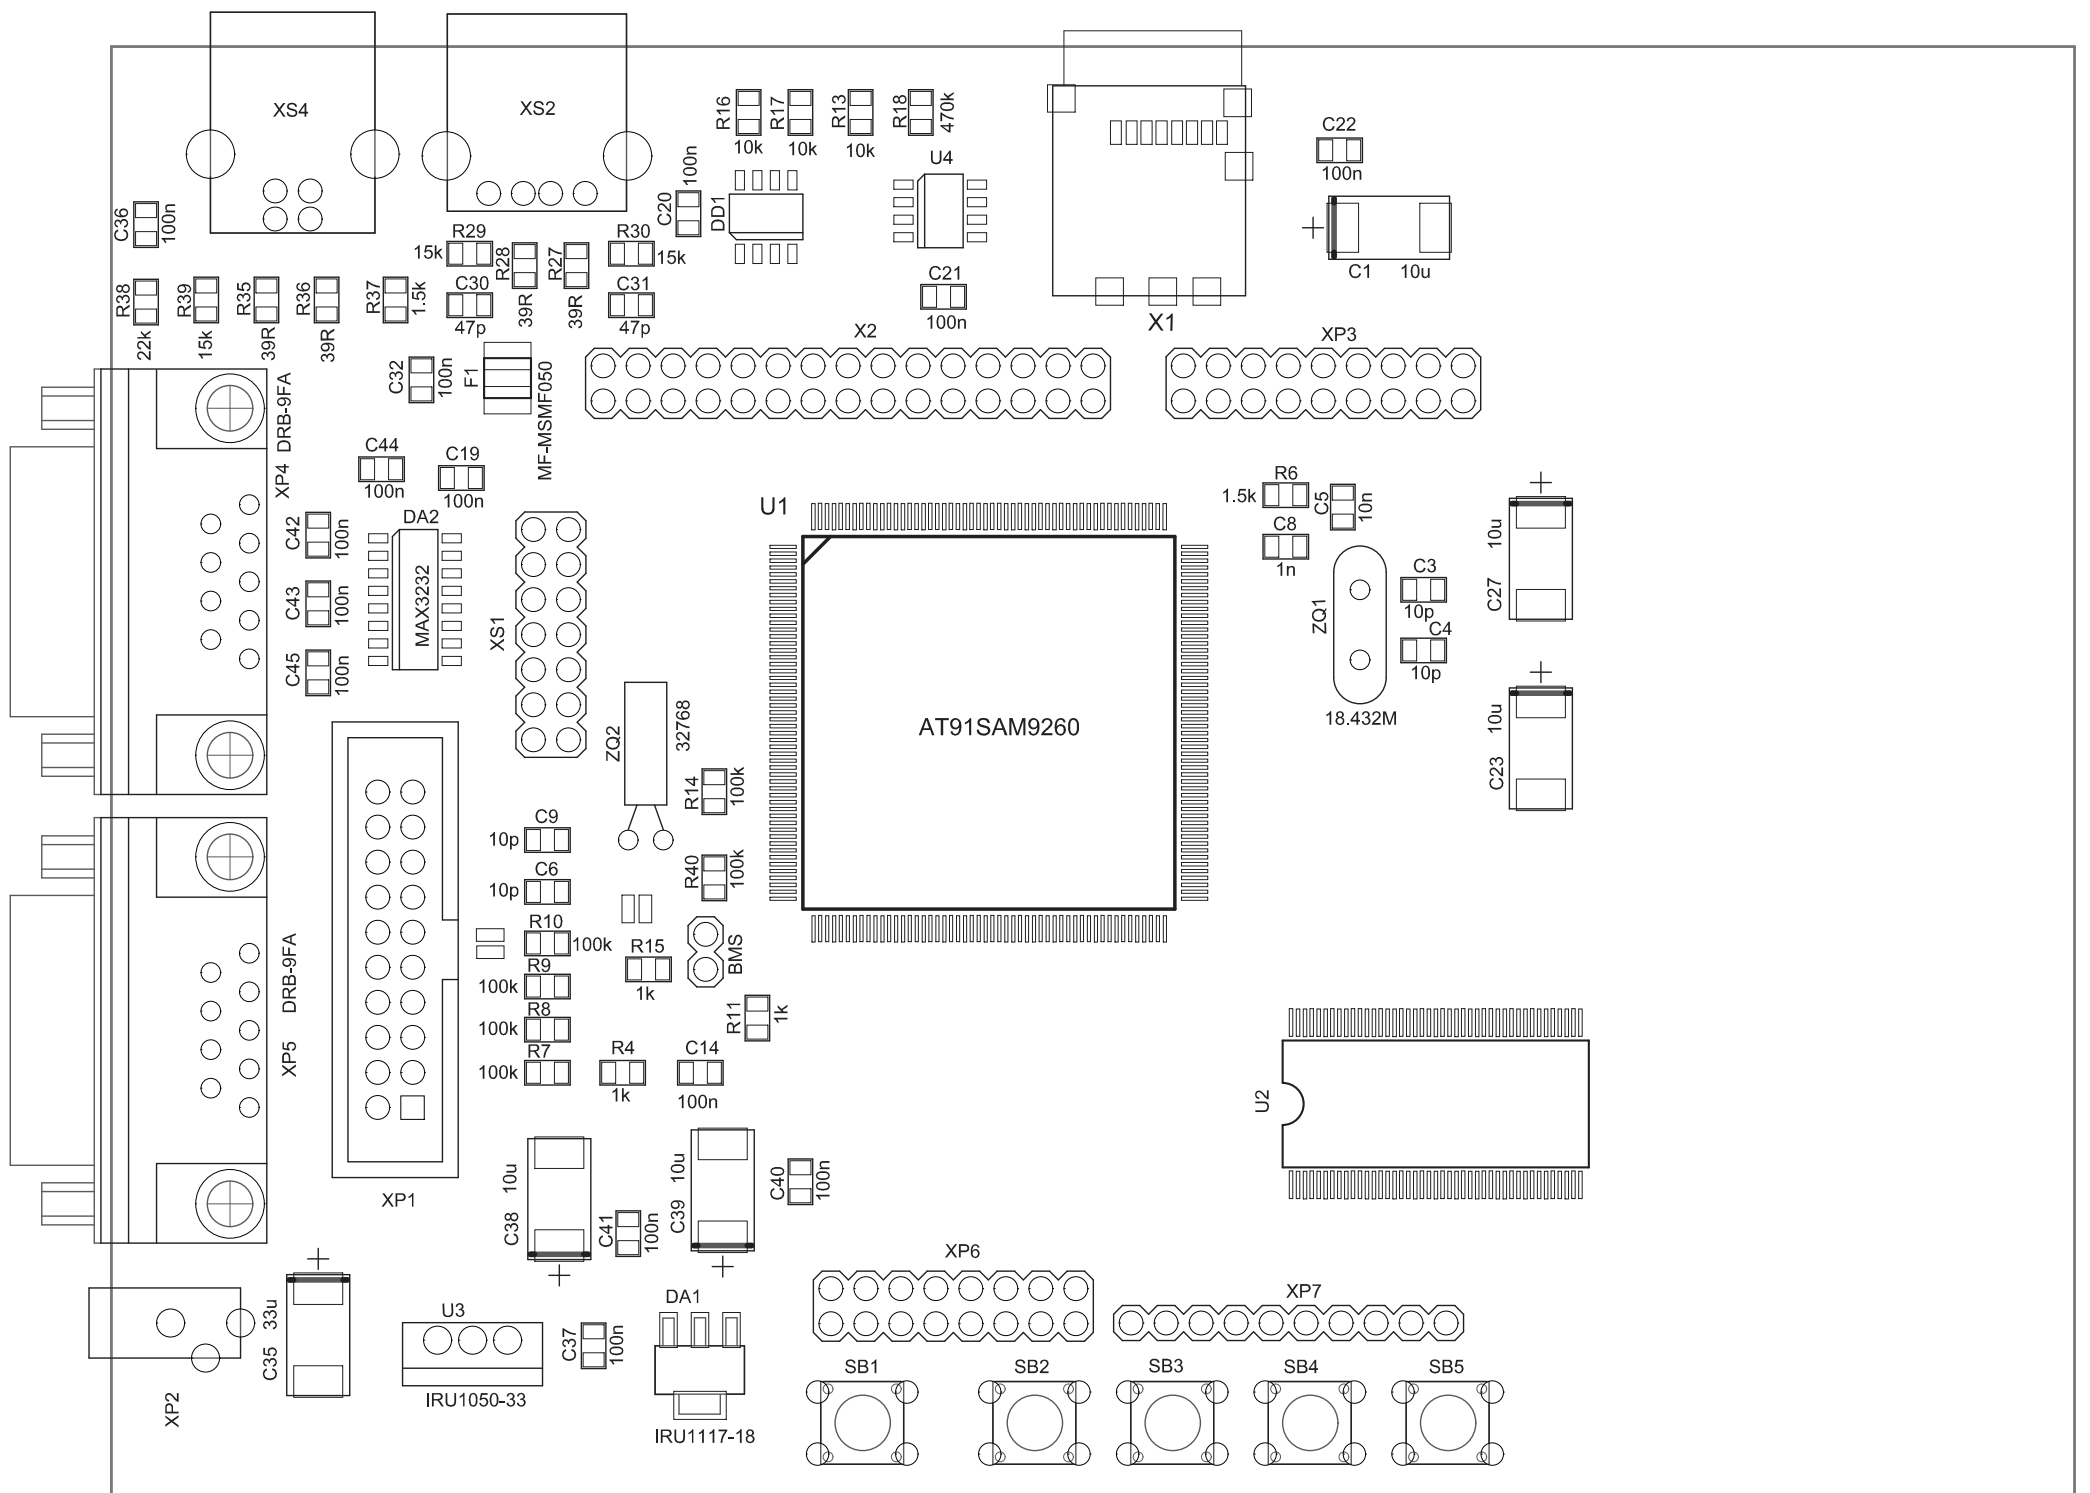 XS4
XS2
R16
10k
R17
10k
R13
10k
R18
470k
C22
100n
C36
100n
C20
100n
DD1
U4
C1
10u
R29
15k
R28
39R
R27
39R
R30
15k
C21
100n
X1
R38
22k
R39
15k
R35
39R
R36
39R
R37
1.5k
C30
47p
C31
47p
X2
XP3
C32
100n
F1
MF-MSMF050
XP4
DRB-9FA
C44
100n
C19
100n
C42
100n
DA2
MAX3232
C43
100n
C45
100n
XS1
U1
AT91SAM9260
R6
1.5k
C5
10n
C8
1n
C3
10p
C4
10p
ZQ1
18.432M
10u
C27
10u
C23
ZQ2
32768
R14
100k
C9
10p
C6
10p
R40
100k
R10
100k
R15
1k
BMS
R9
100k
R8
100k
R11
1k
R7
100k
R4
1k
C14
100n
XP5
DRB-9FA
XP1
U2
10u
C38
C41
100n
10u
C39
C40
100n
XP6
XP7
33u
C35
XP2
U3
IRU1050-33
C37
100n
DA1
IRU1117-18
SB1
SB2
SB3
SB4
SB5